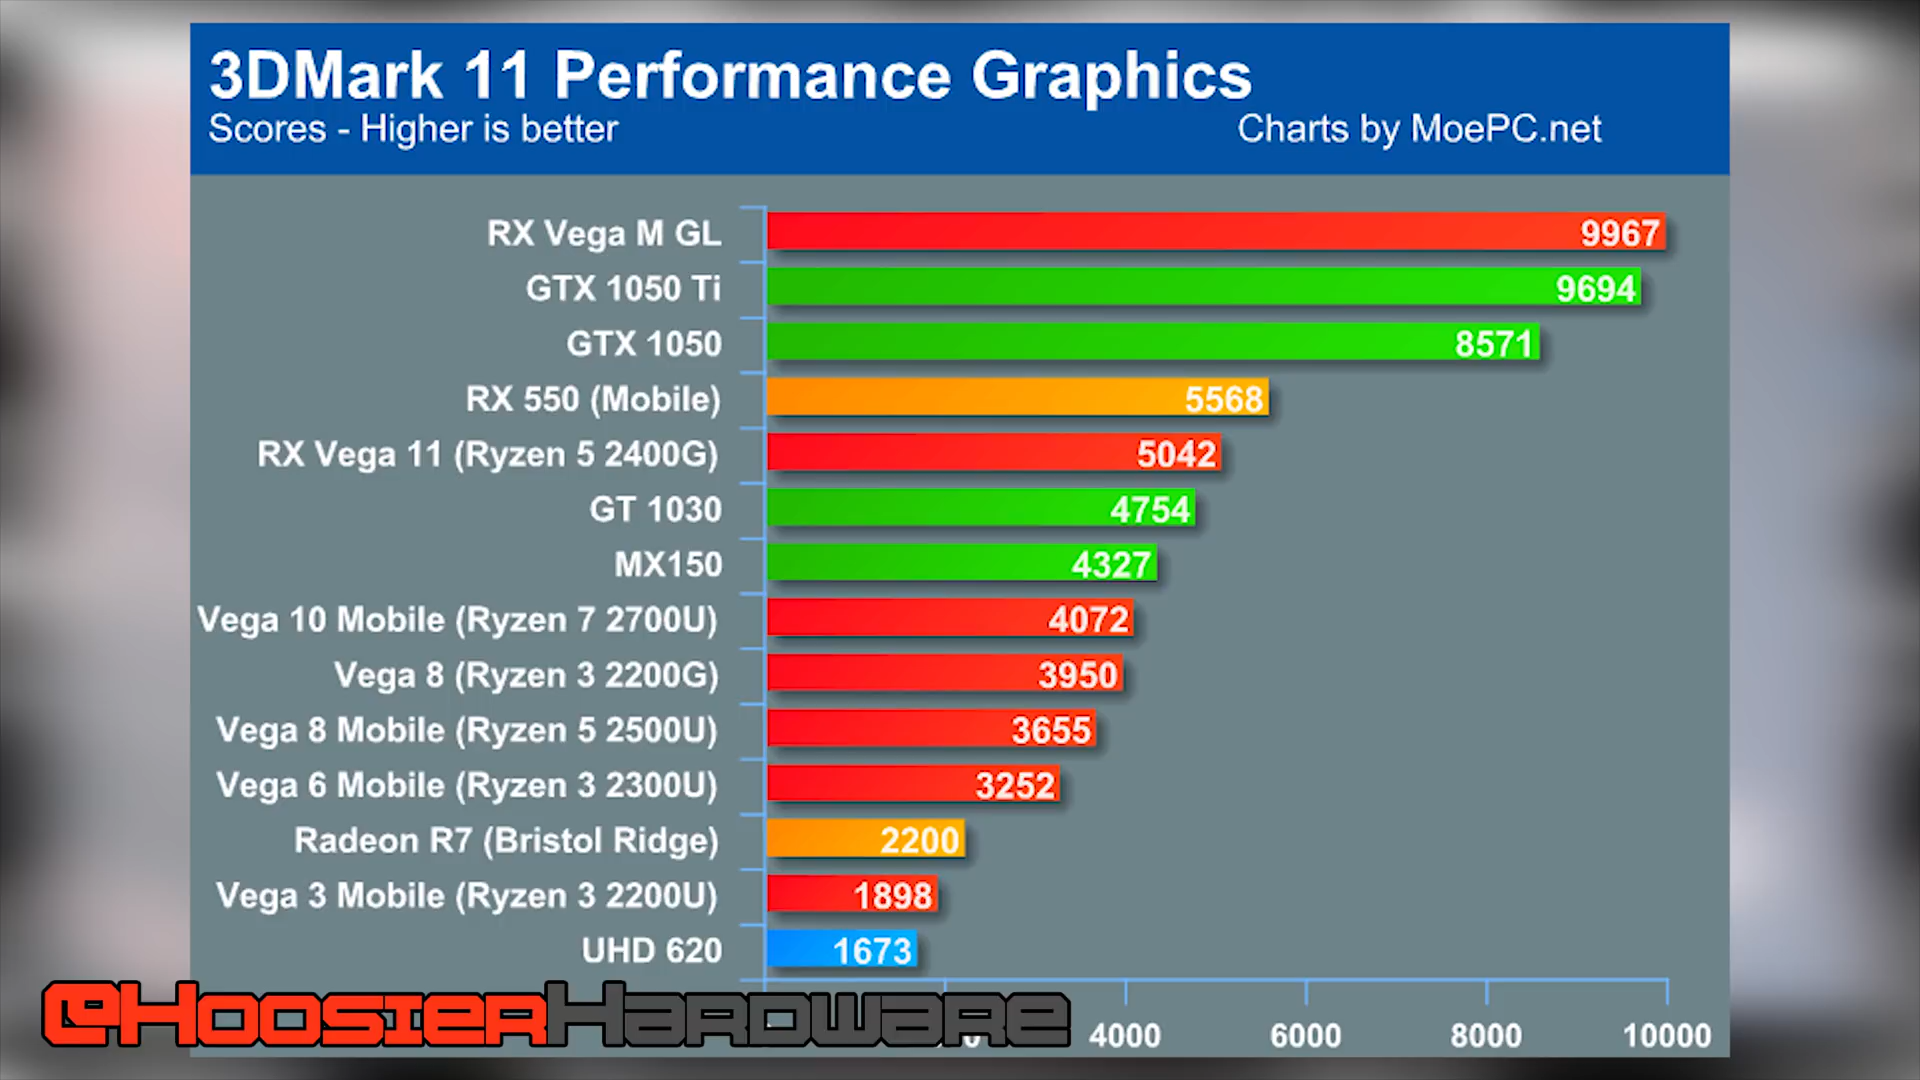 3DMark 11 Performance Graphics
Scores - Higher is better
Charts by MoePC.net
RX Vega M GL 9967
GTX 1050 Ti 9694
GTX 1050 8571
RX 550 (Mobile) 5568
RX Vega 11 (Ryzen 5 2400G) 5042
GT 1030 4754
MX150 4327
Vega 10 Mobile (Ryzen 7 2700U) 4072
Vega 8 (Ryzen 3 2200G) 3950
Vega 8 Mobile (Ryzen 5 2500U) 3655
Vega 6 Mobile (Ryzen 3 2300U) 3252
Radeon R7 (Bristol Ridge) 2200
Vega 3 Mobile (Ryzen 3 2200U) 1898
UHD 620 1673
4000 6000 8000 10000
@HoosierHardware